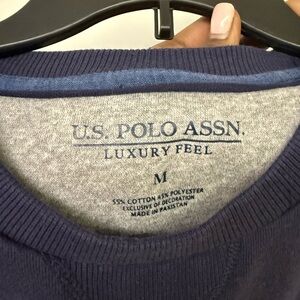 U.S. POLO ASSN.
LUXURY FEEL
M
55% COTTON 45% POLYESTER
EXCLUSIVE OF DECORATION
MADE IN PAKISTAN